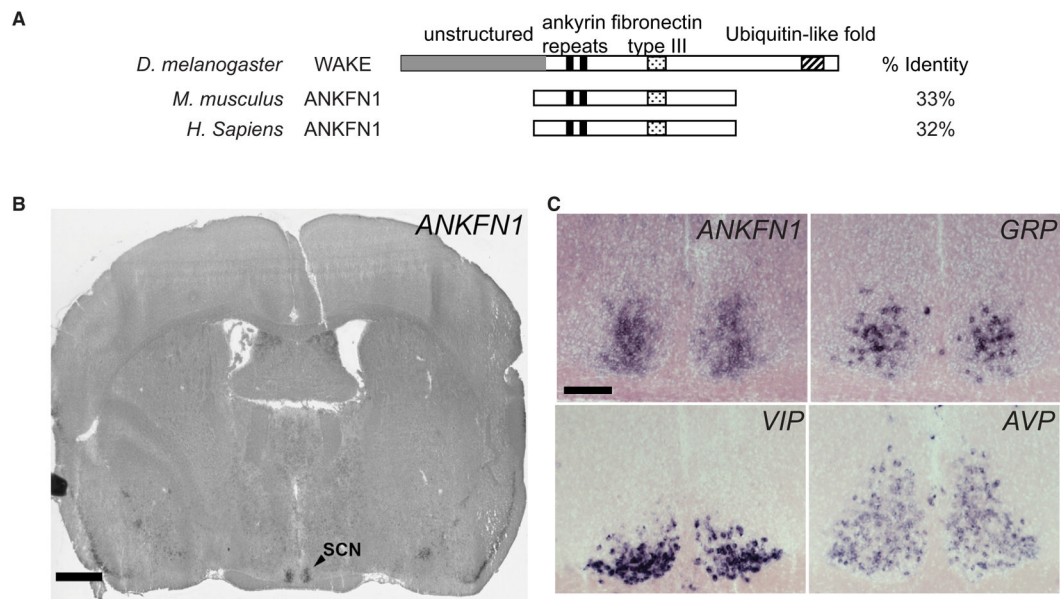 A
unstructured
ankyrin fibronectin
repeats type III
Ubiquitin-like fold
D. melanogaster WAKE % Identity
M. musculus ANKFN1 33%
H. Sapiens ANKFN1 32%
B
ANKFN1
SCN
C
ANKFN1
GRP
VIP
AVP